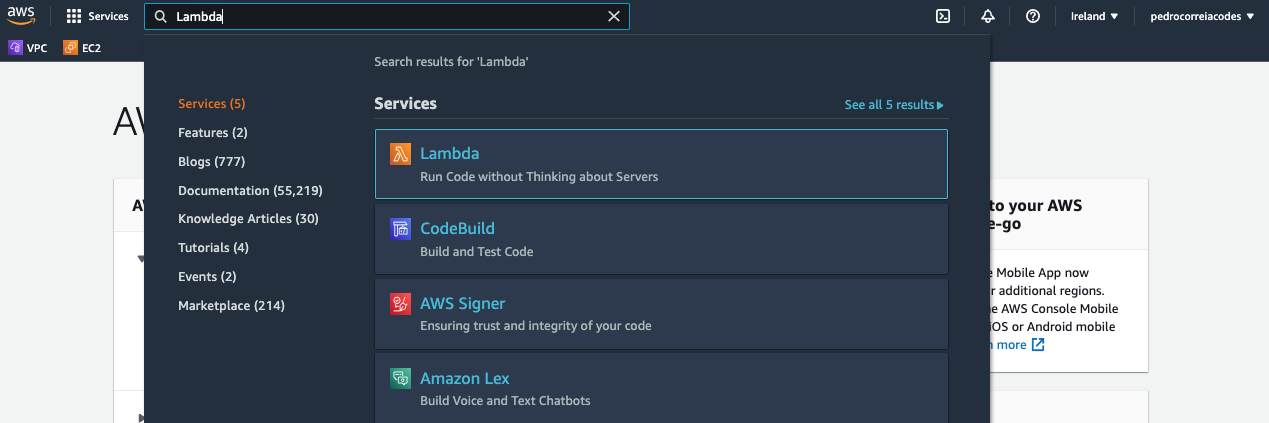 aws
Services
Lambda
Ireland
pedrocorreiacodes
VPC
EC2
Search results for 'Lambda'
Services (5)
Features (2)
Blogs (777)
Documentation (55,219)
Knowledge Articles (30)
Tutorials (4)
Events (2)
Marketplace (214)
Services
See all 5 results
Lambda
Run Code without Thinking about Servers
CodeBuild
Build and Test Code
AWS Signer
Ensuring trust and integrity of your code
Amazon Lex
Build Voice and Text Chatbots
to your AWS
e-go
Mobile App now
additional regions.
AWS Console Mobile
iOS or Android mobile
more